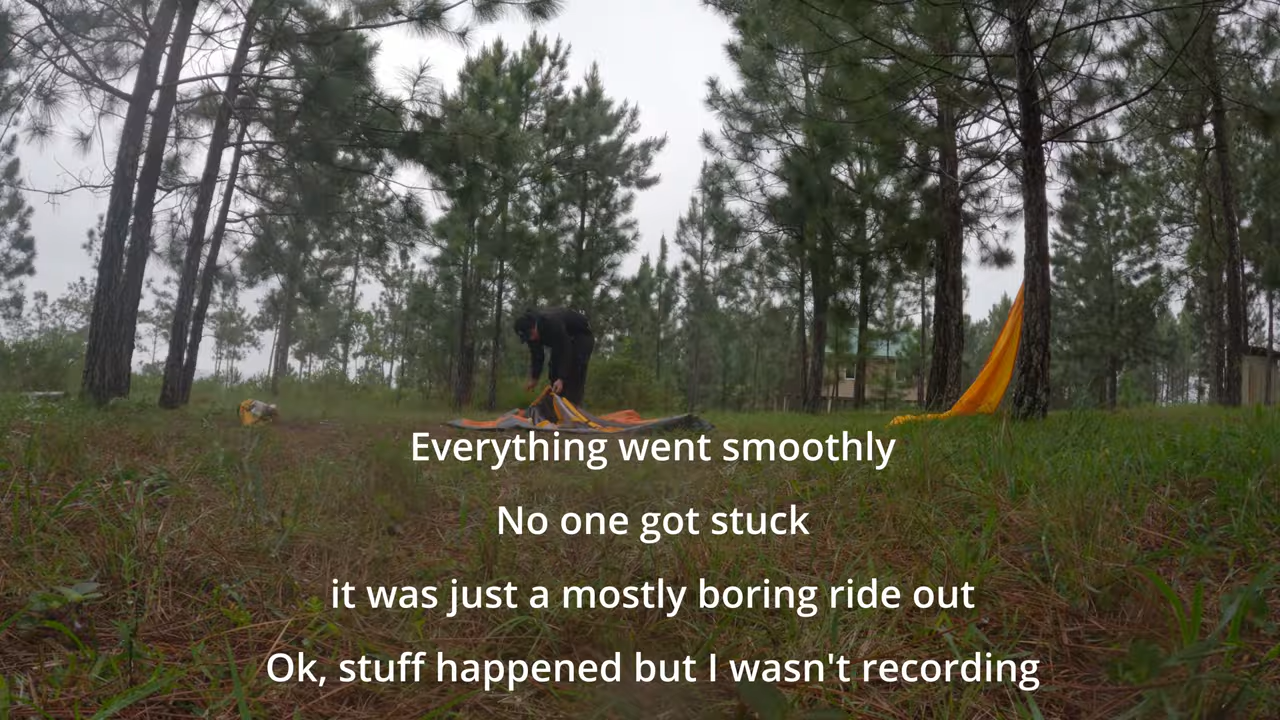 Everything went smoothly
No one got stuck
it was just a mostly boring ride out
Ok, stuff happened but I wasn't recording